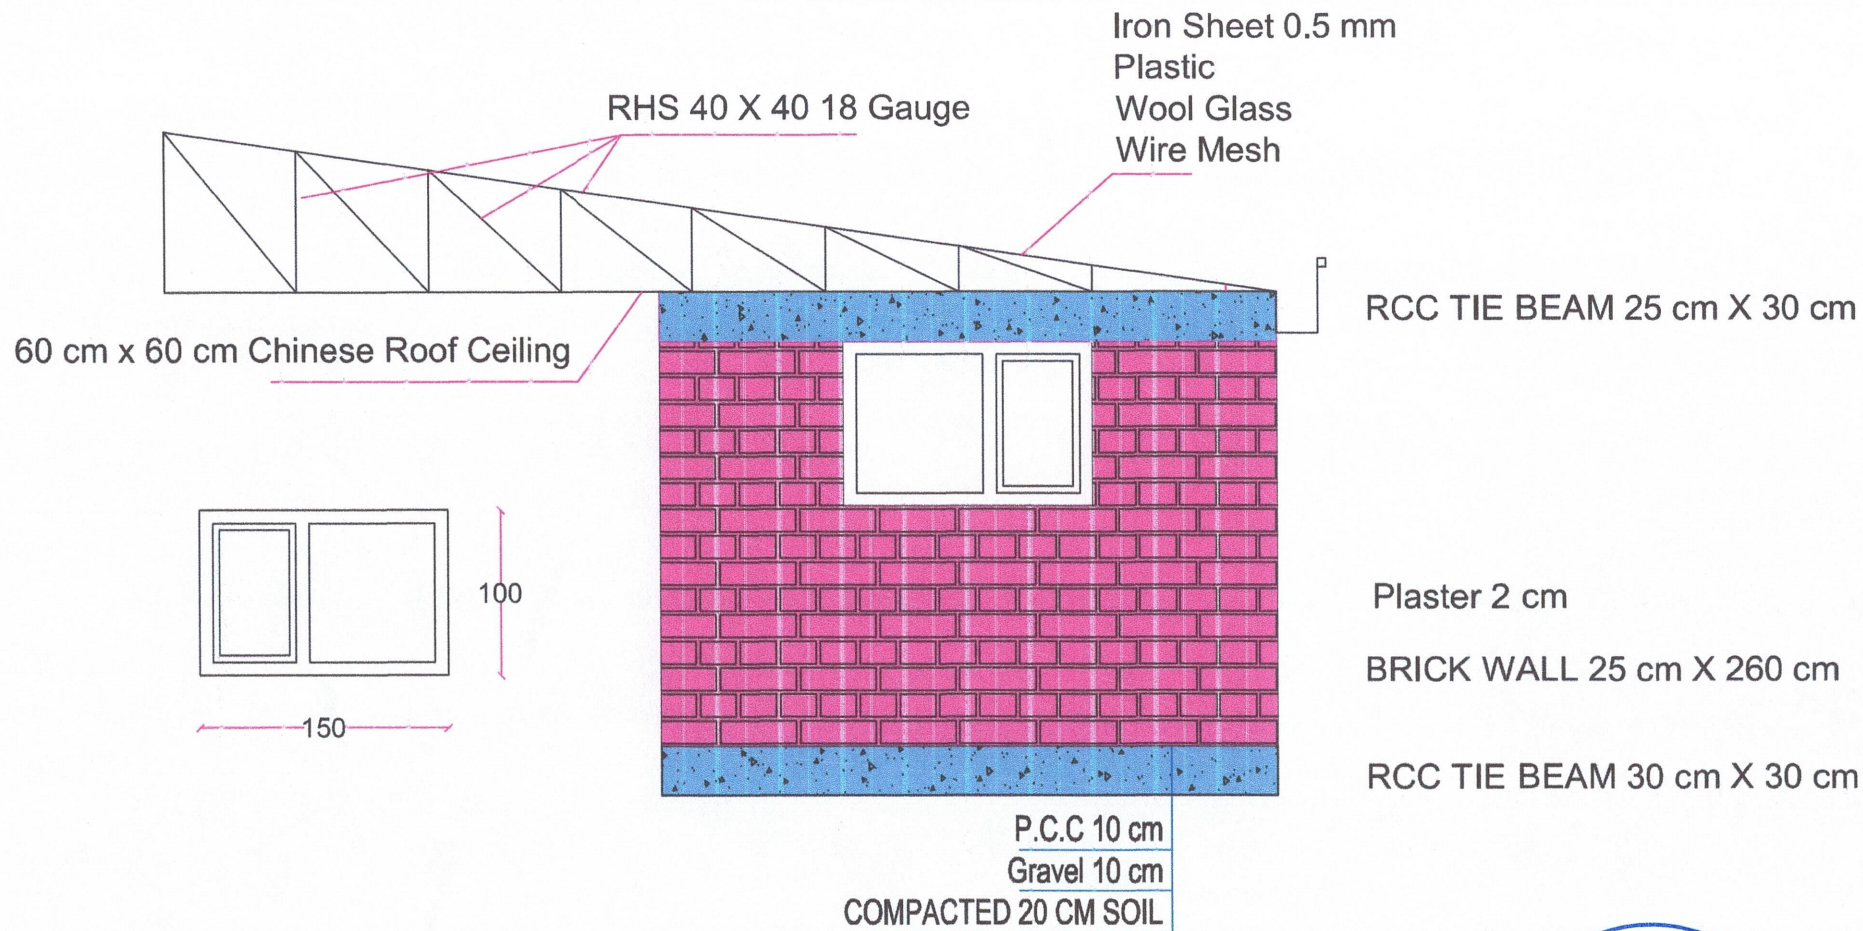 Iron Sheet 0.5 mm
Plastic
Wool Glass
Wire Mesh
RHS 40 X 40 18 Gauge
RCC TIE BEAM 25 cm X 30 cm
60 cm x 60 cm Chinese Roof Ceiling
100
150
Plaster 2 cm
BRICK WALL 25 cm X 260 cm
RCC TIE BEAM 30 cm X 30 cm
P.C.C 10 cm
Gravel 10 cm
COMPACTED 20 CM SOIL